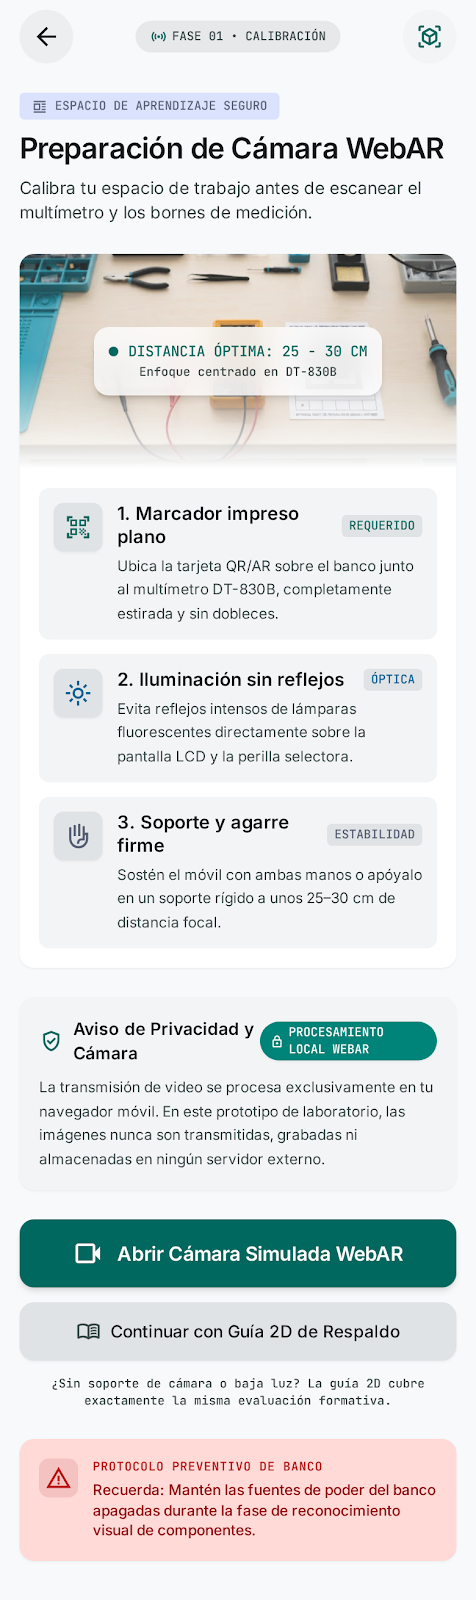 FASE 01 • CALIBRACIÓN
ESPACIO DE APRENDIZAJE SEGURO
Preparación de Cámara WebAR
Calibra tu espacio de trabajo antes de escanear el
multímetro y los bornes de medición.
DISTANCIA ÓPTIMA: 25 - 30 CM
Enfoque centrado en DT-830B
1. Marcador impreso
plano
REQUERIDO
Ubica la tarjeta QR/AR sobre el banco junto
al multímetro DT-830B, completamente
estirada y sin dobleces.
2. Iluminación sin reflejos
ÓPTICA
Evita reflejos intensos de lámparas
fluorescentes directamente sobre la
pantalla LCD y la perilla selectora.
3. Soporte y agarre
firme
ESTABILIDAD
Sostén el móvil con ambas manos o apóyalo
en un soporte rígido a unos 25–30 cm de
distancia focal.
Aviso de Privacidad y
Cámara
PROCESAMIENTO
LOCAL WEBAR
La transmisión de video se procesa exclusivamente en tu
navegador móvil. En este prototipo de laboratorio, las
imágenes nunca son transmitidas, grabadas ni
almacenadas en ningún servidor externo.
Abrir Cámara Simulada WebAR
Continuar con Guía 2D de Respaldo
¿Sin soporte de cámara o baja luz? La guía 2D cubre
exactamente la misma evaluación formativa.
PROTOCOLO PREVENTIVO DE BANCO
Recuerda: Mantén las fuentes de poder del banco
apagadas durante la fase de reconocimiento
visual de componentes.